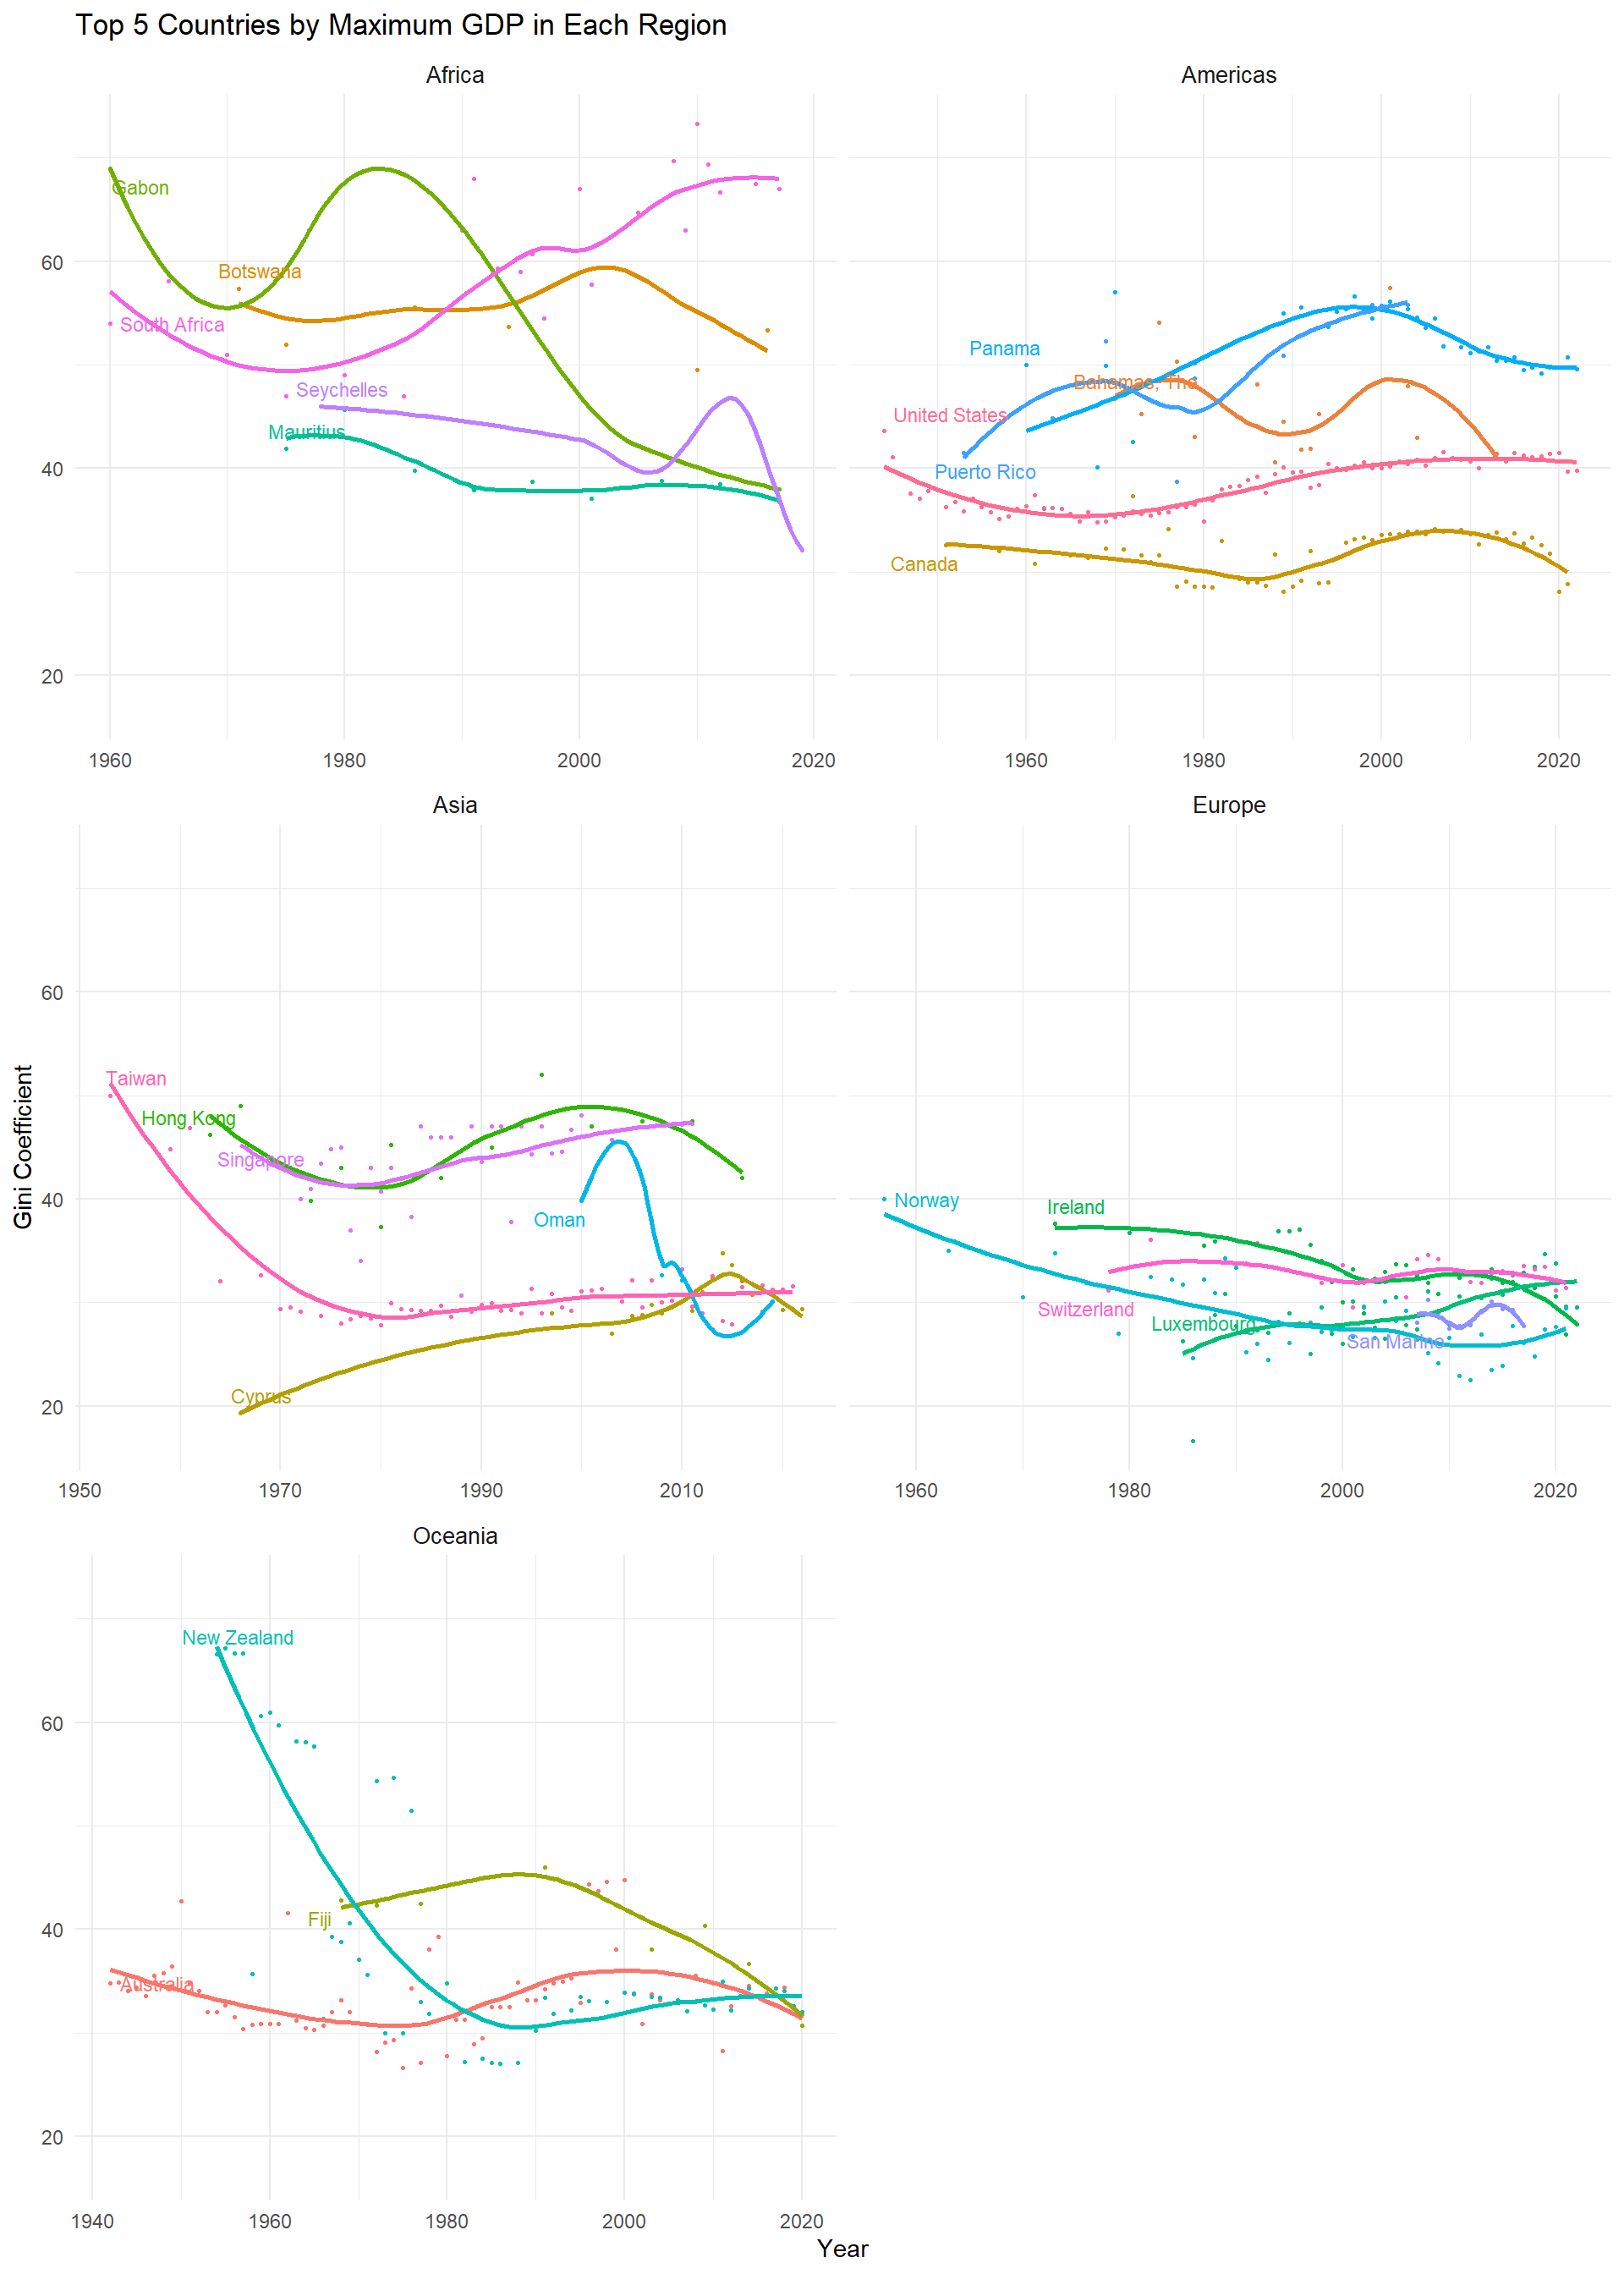 Top 5 Countries by Maximum GDP in Each Region
Africa
Americas
Gabon
Botswana
South Africa
Seychelles
Mauritius
Panama
Bahamas, The
United States
Puerto Rico
Canada
60
40
20
1960 1980 2000 2020
1960 1980 2000 2020
Asia
Europe
Taiwan
Hong Kong
Singapore
Oman
Cyprus
Norway
Ireland
Switzerland
Luxembourg
San Marino
60
40
20
Gini Coefficient
1950 1970 1990 2010
1960 1980 2000 2020
Oceania
New Zealand
Fiji
Australia
60
40
20
1940 1960 1980 2000 2020
Year